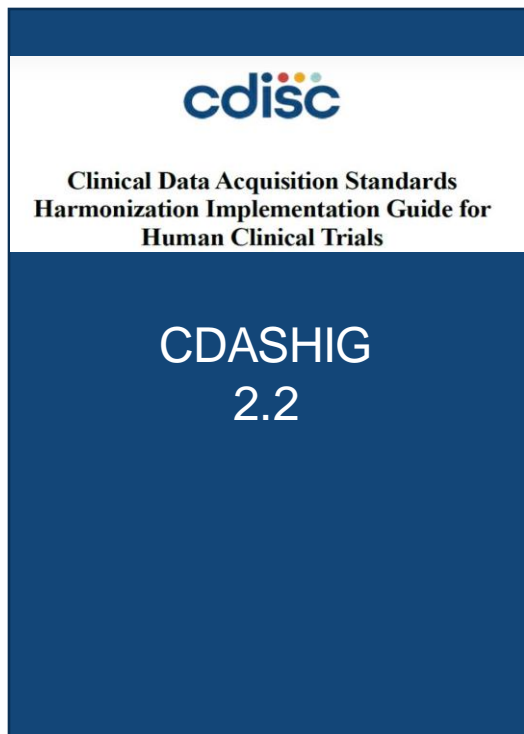 cdisc
Clinical Data Acquisition Standards
Harmonization Implementation Guide for
Human Clinical Trials
CDASHIG
2.2